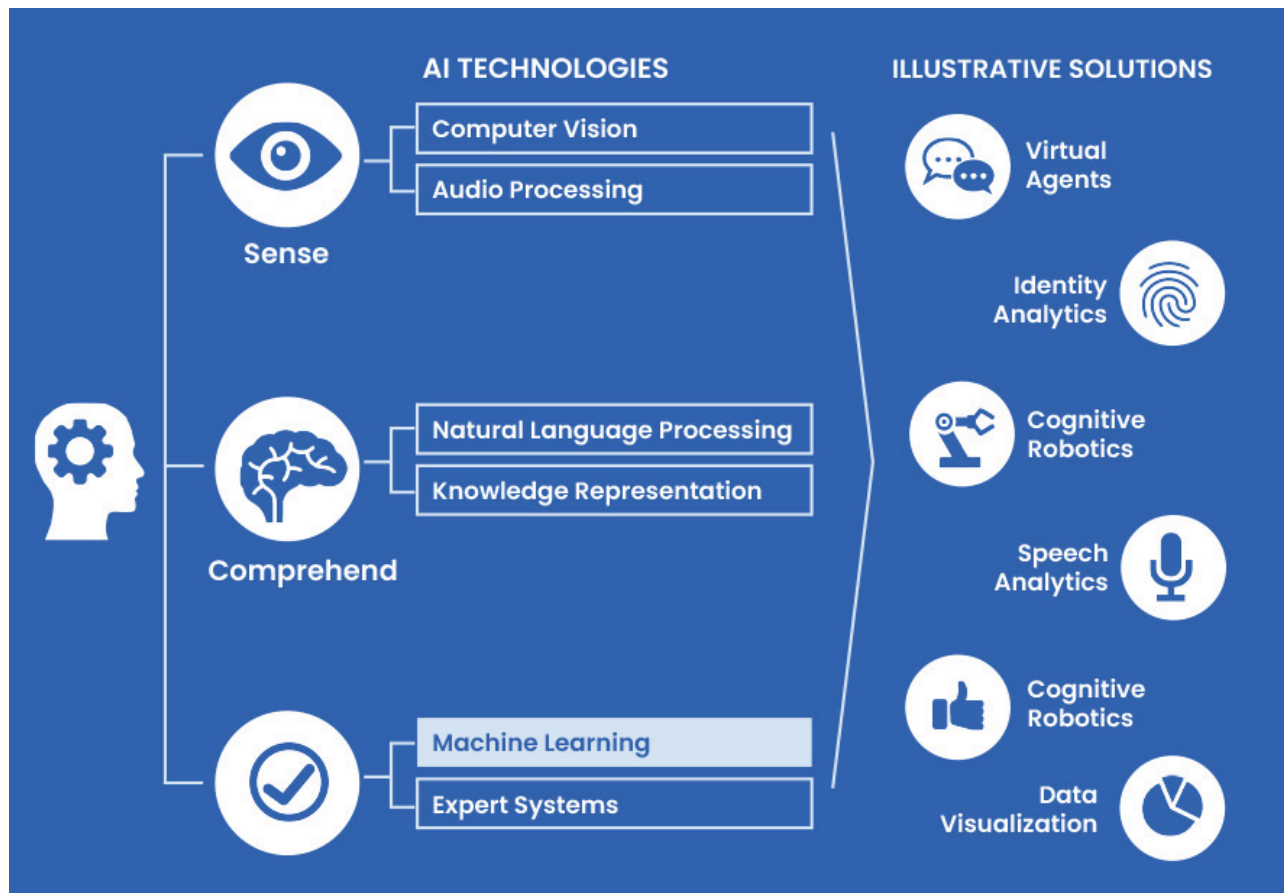 AI TECHNOLOGIES
ILLUSTRATIVE SOLUTIONS
Computer Vision
Audio Processing
Sense
Natural Language Processing
Knowledge Representation
Comprehend
Machine Learning
Expert Systems
Virtual
Agents
Identity
Analytics
Cognitive
Robotics
Speech
Analytics
Cognitive
Robotics
Data
Visualization